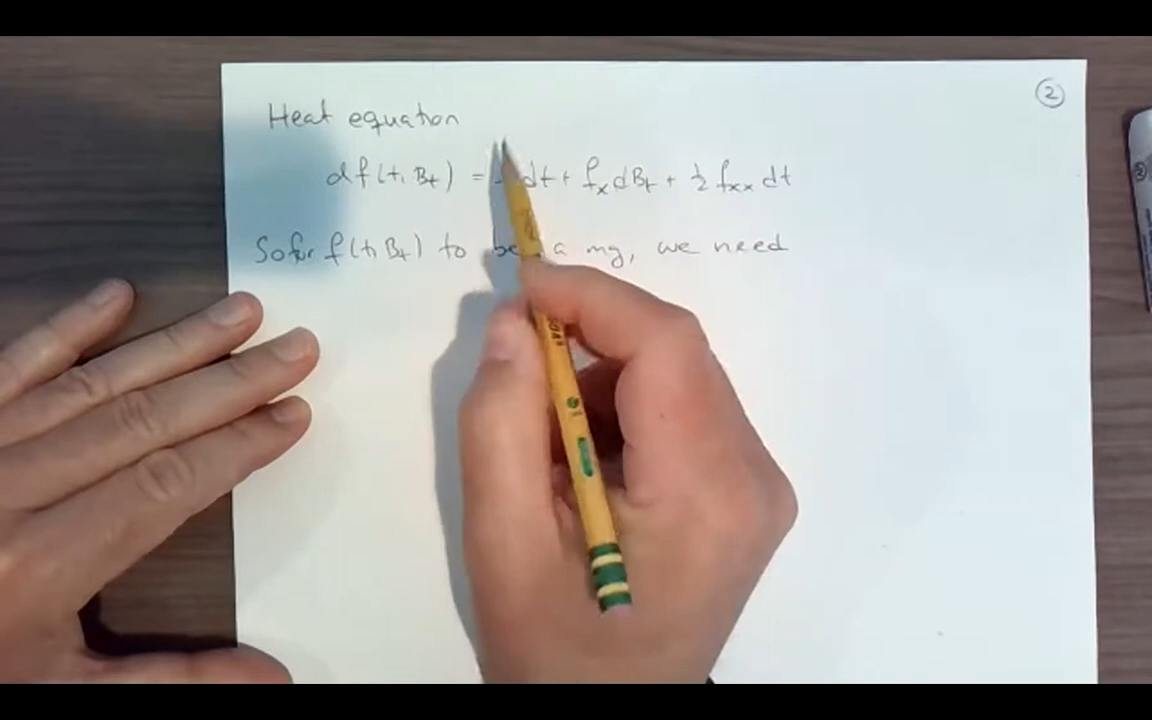 Heat equation
②
df(t, Bt) = dt + fx dBt + ½ fxx dt
So for f(t, Bt) to be a mg, we need